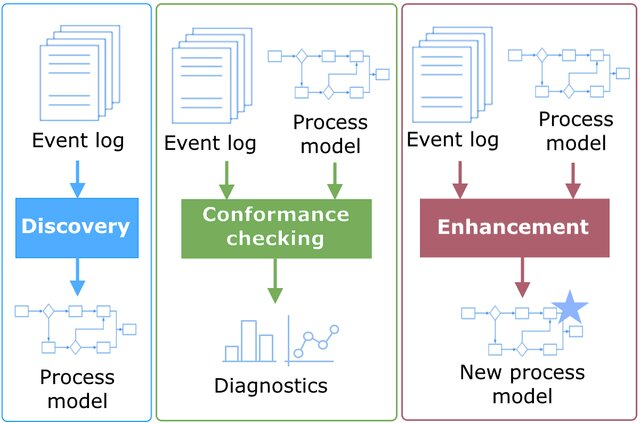 Event log
Discovery
Process
model
Event log
Process
model
Conformance
checking
Diagnostics
Event log
Process
model
Enhancement
New process
model